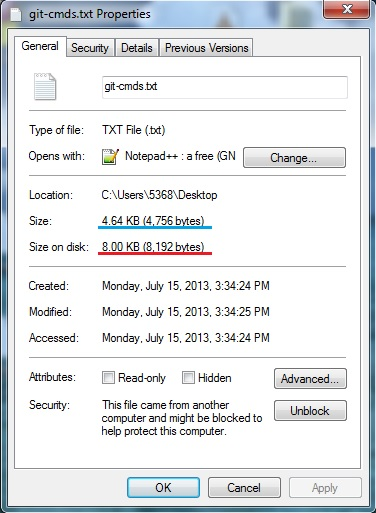 git-cmds.txt Properties
General Security Details Previous Versions
git-cmds.txt
Type of file: TXT File (.txt)
Opens with: Notepad++ : a free (GN Change...
Location: C:\Users\5368\Desktop
Size: 4.64 KB (4,756 bytes)
Size on disk: 8.00 KB (8,192 bytes)
Created: Monday, July 15, 2013, 3:34:24 PM
Modified: Monday, July 15, 2013, 3:34:25 PM
Accessed: Monday, July 15, 2013, 3:34:24 PM
Attributes: Read-only Hidden Advanced...
Security: This file came from another
computer and might be blocked to
help protect this computer.
Unblock
OK Cancel Apply